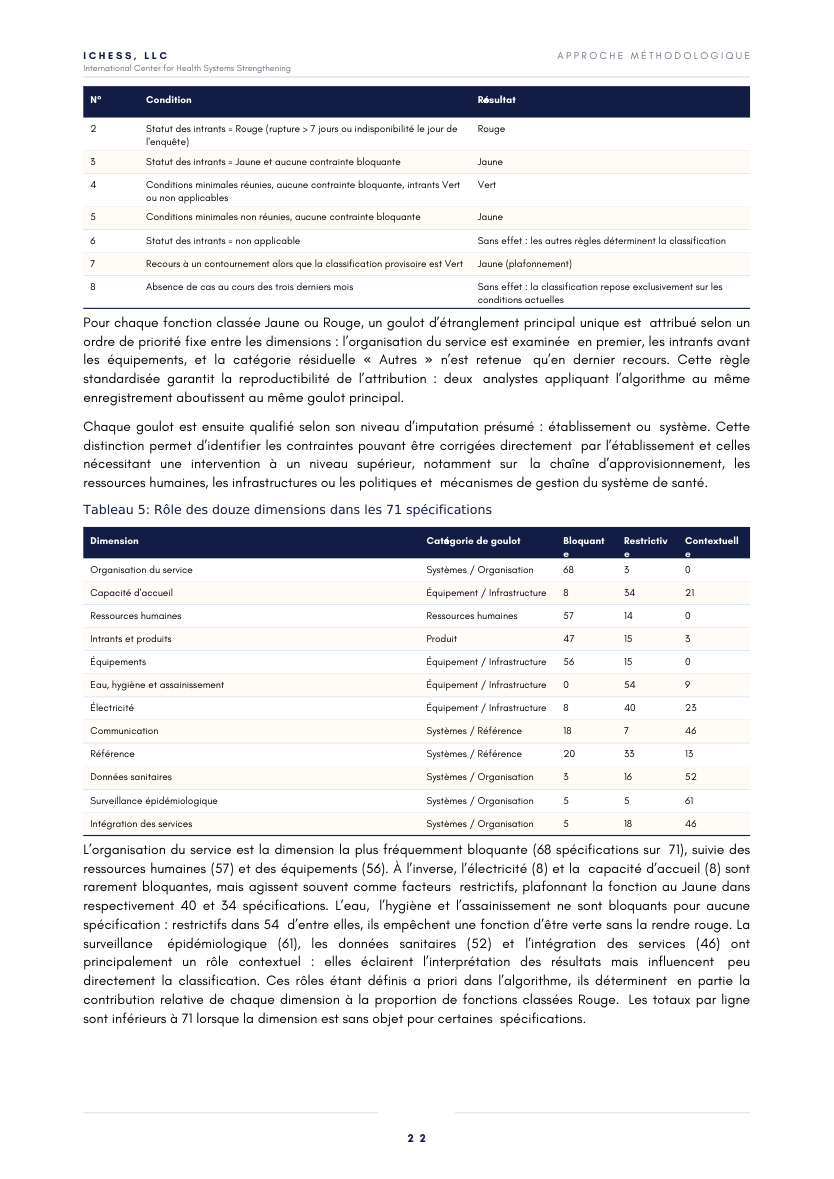 ICHESS, LLC
International Center for Health Systems Strengthening
APPROCHE MÉTHODOLOGIQUE
N° Condition Résultat
2 Statut des intrants = Rouge (rupture > 7 jours ou indisponibilité le jour de Rouge
l'enquête)
3 Statut des intrants = Jaune et aucune contrainte bloquante Jaune
4 Conditions minimales réunies, aucune contrainte bloquante, intrants Vert Vert
ou non applicables
5 Conditions minimales non réunies, aucune contrainte bloquante Jaune
6 Statut des intrants = non applicable Sans effet : les autres règles déterminent la classification
7 Recours à un contournement alors que la classification provisoire est Vert Jaune (plafonnement)
8 Absence de cas au cours des trois derniers mois Sans effet : la classification repose exclusivement sur les
conditions actuelles
Pour chaque fonction classée Jaune ou Rouge, un goulot d'étranglement principal unique est attribué selon un
ordre de priorité fixe entre les dimensions : l'organisation du service est examinée en premier, les intrants avant
les équipements, et la catégorie résiduelle « Autres » n'est retenue qu'en dernier recours. Cette règle
standardisée garantit la reproductibilité de l'attribution : deux analystes appliquant l'algorithme au même
enregistrement aboutissent au même goulot principal.
Chaque goulot est ensuite qualifié selon son niveau d'imputation présumé : établissement ou système. Cette
distinction permet d'identifier les contraintes pouvant être corrigées directement par l'établissement et celles
nécessitant une intervention à un niveau supérieur, notamment sur la chaîne d'approvisionnement, les
ressources humaines, les infrastructures ou les politiques et mécanismes de gestion du système de santé.
Tableau 5: Rôle des douze dimensions dans les 71 spécifications
Dimension Catégorie de goulot Bloquant Restrictiv Contextuell
e e e
Organisation du service Systèmes / Organisation 68 3 0
Capacité d'accueil Équipement / Infrastructure 8 34 21
Ressources humaines Ressources humaines 57 14 0
Intrants et produits Produit 47 15 3
Équipements Équipement / Infrastructure 56 15 0
Eau, hygiène et assainissement Équipement / Infrastructure 0 54 9
Électricité Équipement / Infrastructure 8 40 23
Communication Systèmes / Référence 18 7 46
Référence Systèmes / Référence 20 33 13
Données sanitaires Systèmes / Organisation 3 16 52
Surveillance épidémiologique Systèmes / Organisation 5 5 61
Intégration des services Systèmes / Organisation 5 18 46
L'organisation du service est la dimension la plus fréquemment bloquante (68 spécifications sur 71), suivie des
ressources humaines (57) et des équipements (56). À l'inverse, l'électricité (8) et la capacité d'accueil (8) sont
rarement bloquantes, mais agissent souvent comme facteurs restrictifs, plafonnant la fonction au Jaune dans
respectivement 40 et 34 spécifications. L'eau, l'hygiène et l'assainissement ne sont bloquants pour aucune
spécification : restrictifs dans 54 d'entre elles, ils empêchent une fonction d'être verte sans la rendre rouge. La
surveillance épidémiologique (61), les données sanitaires (52) et l'intégration des services (46) ont
principalement un rôle contextuel : elles éclairent l'interprétation des résultats mais influencent peu
directement la classification. Ces rôles étant définis a priori dans l'algorithme, ils déterminent en partie la
contribution relative de chaque dimension à la proportion de fonctions classées Rouge. Les totaux par ligne
sont inférieurs à 71 lorsque la dimension est sans objet pour certaines spécifications.
22